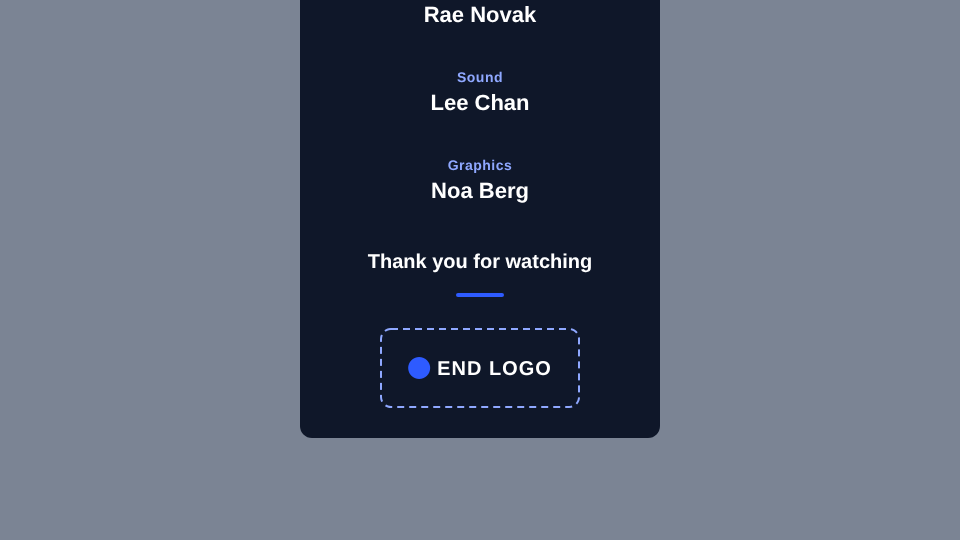 Rae Novak
Sound
Lee Chan
Graphics
Noa Berg
Thank you for watching
END LOGO